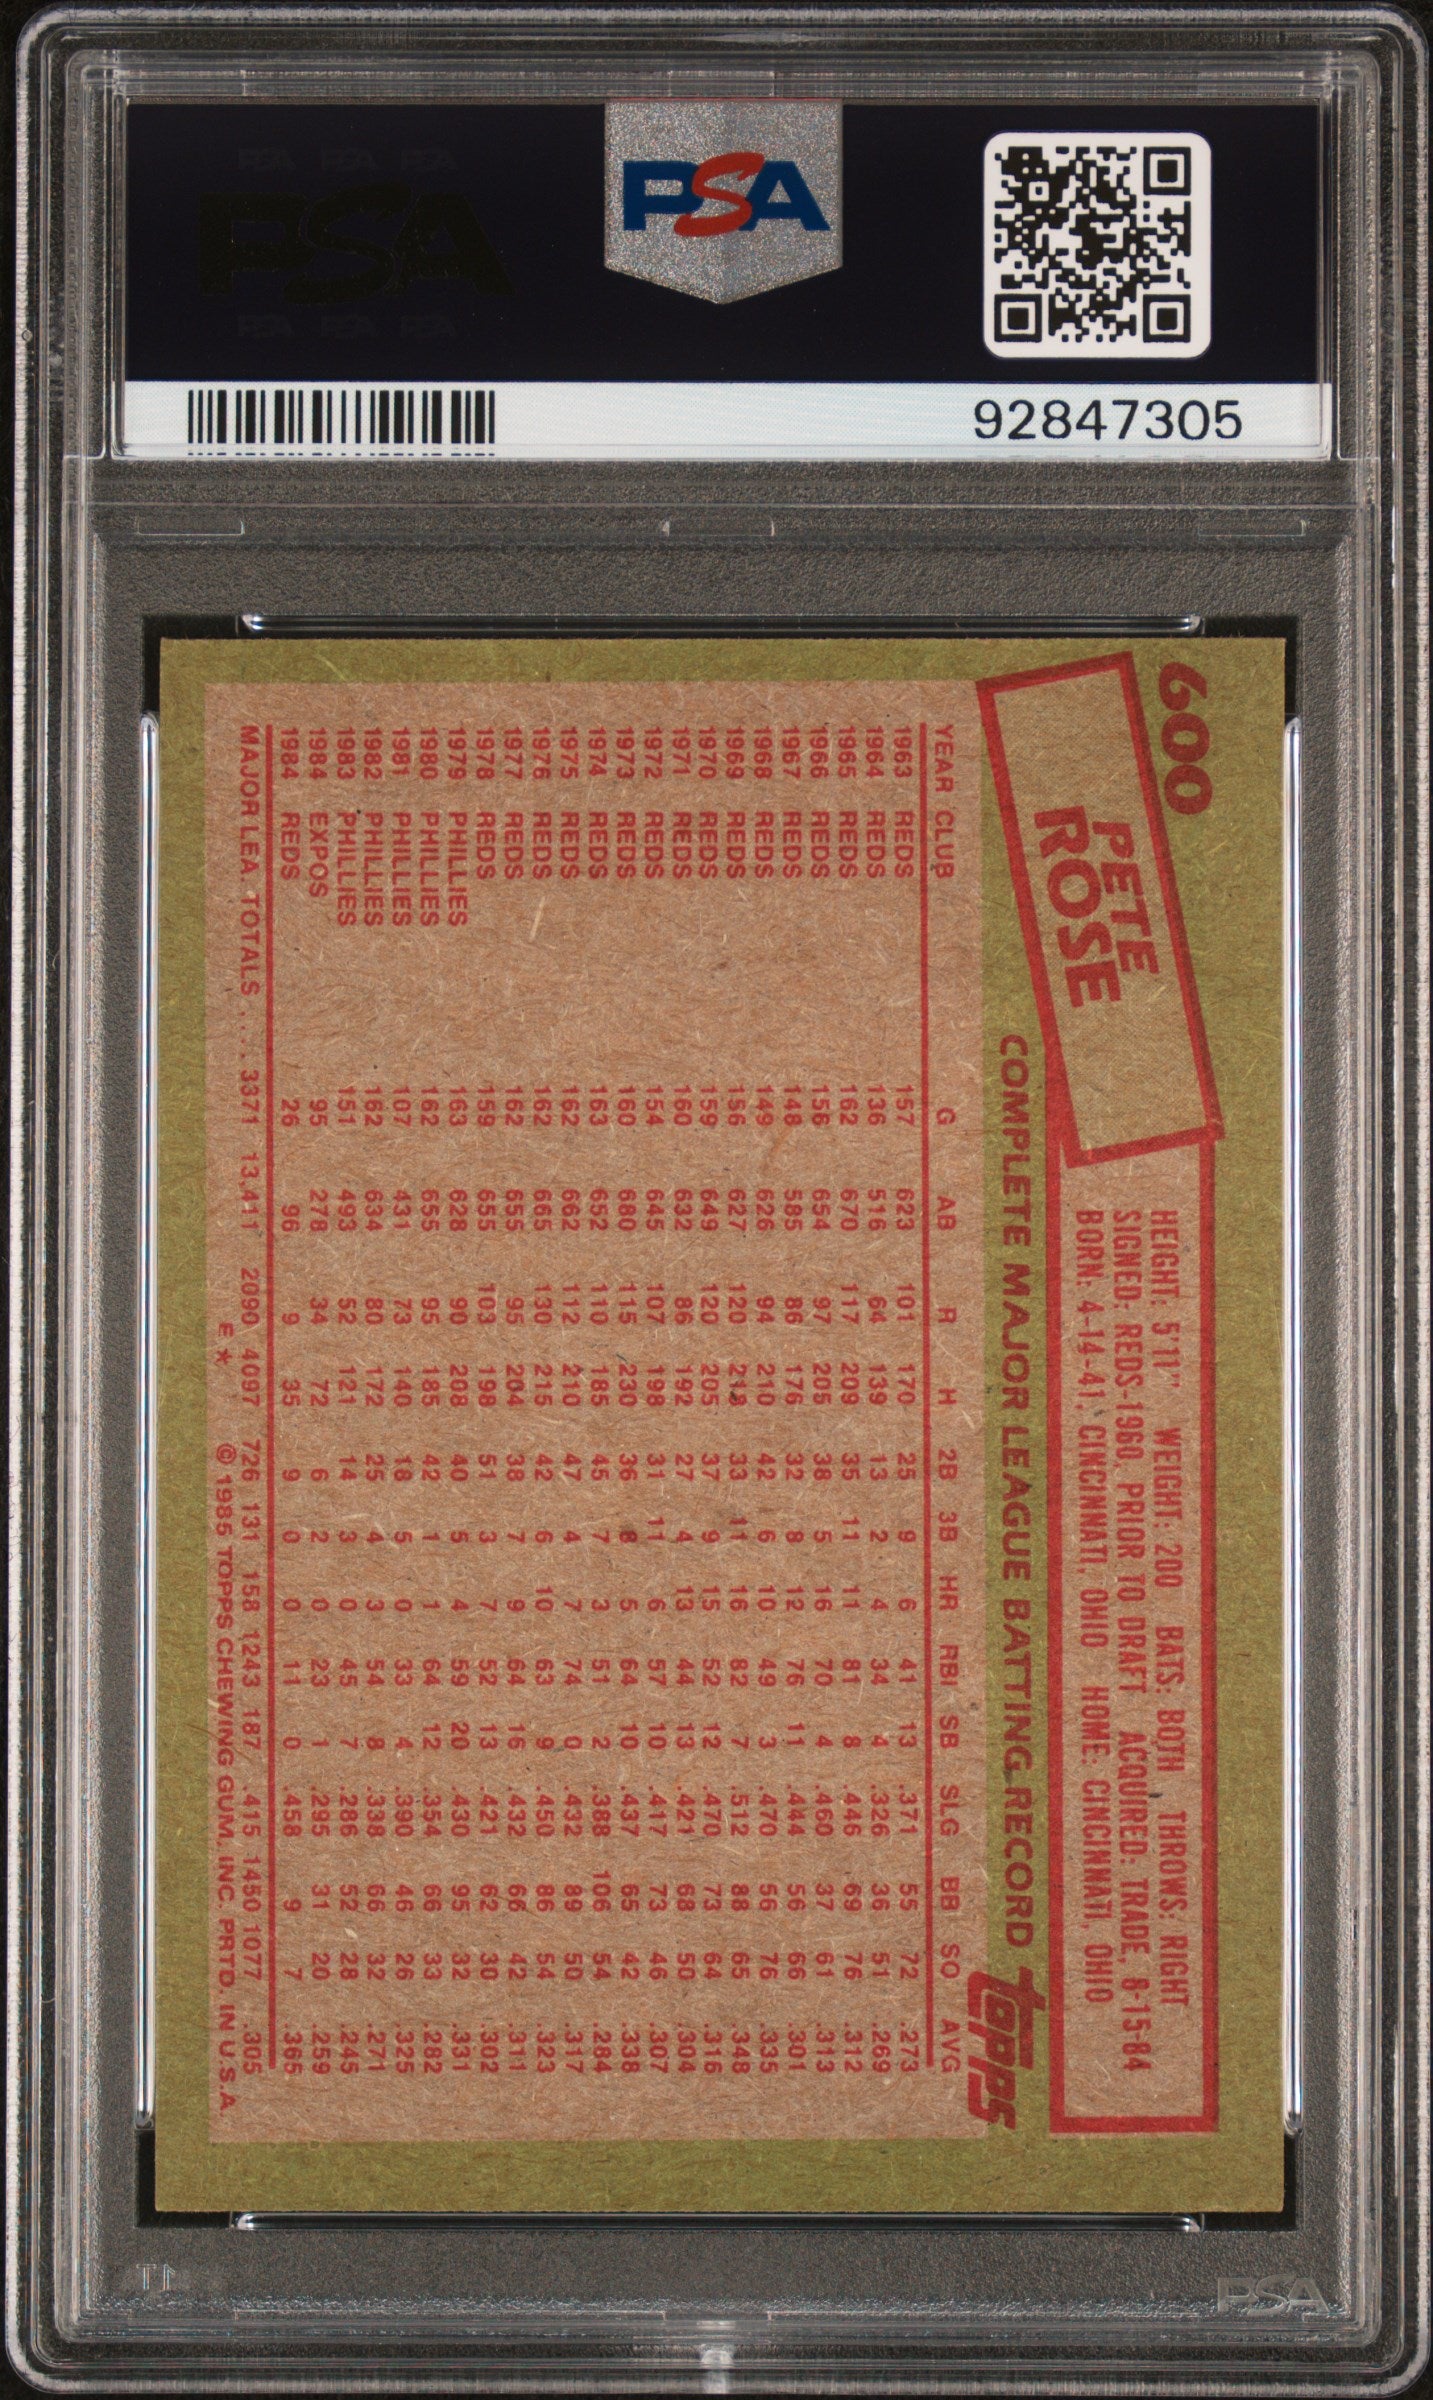 PSA
PSA PSA PSA
PSA
PSA PSA PSA
92847305
600
PETE
ROSE
HEIGHT: 5'11" WEIGHT: 200 BATS: BOTH THROWS: RIGHT
SIGNED: REDS-1960, PRIOR TO DRAFT ACQUIRED: TRADE, 8-15-84
BORN: 4-14-41, CINCINNATI, OHIO HOME: CINCINNATI, OHIO
COMPLETE MAJOR LEAGUE BATTING RECORD
topps
YEAR CLUB G AB R H 2B 3B HR RBI SB SLG BB SO AVG
1963 REDS 157 623 101 170 25 9 6 41 13 .371 55 72 .273
1964 REDS 136 516 64 139 13 2 4 34 4 .326 36 51 .269
1965 REDS 162 670 117 209 35 11 11 81 8 .446 69 76 .312
1966 REDS 156 654 97 205 38 5 16 70 4 .460 37 61 .313
1967 REDS 148 585 86 176 32 8 12 76 11 .444 56 66 .301
1968 REDS 149 626 94 210 42 6 10 49 3 .470 56 76 .335
1969 REDS 156 627 120 218 33 11 16 82 7 .512 88 65 .348
1970 REDS 159 649 120 205 37 9 15 52 12 .470 73 64 .316
1971 REDS 160 632 86 192 27 4 13 44 13 .421 68 50 .304
1972 REDS 154 645 107 198 31 11 6 57 10 .417 73 46 .307
1973 REDS 160 680 115 230 36 8 5 64 10 .437 65 42 .338
1974 REDS 163 652 110 185 45 7 3 51 2 .388 106 54 .284
1975 REDS 162 662 112 210 47 4 7 74 0 .432 89 50 .317
1976 REDS 162 665 130 215 42 6 10 63 9 .450 86 54 .323
1977 REDS 162 655 95 204 38 7 9 64 16 .432 66 42 .311
1978 REDS 159 655 103 198 51 3 7 52 13 .421 62 30 .302
1979 PHILLIES 163 628 90 208 40 5 4 59 20 .430 95 32 .331
1980 PHILLIES 162 655 95 185 42 1 1 64 12 .354 66 33 .282
1981 PHILLIES 107 431 73 140 18 5 0 33 4 .390 46 26 .325
1982 PHILLIES 162 634 80 172 25 4 3 54 8 .338 66 32 .271
1983 PHILLIES 151 493 52 121 14 3 0 45 7 .286 52 28 .245
1984 EXPOS 95 278 34 72 6 2 0 23 1 .295 31 20 .259
1984 REDS 26 96 9 35 9 0 0 11 0 .458 9 7 .365
MAJOR LEA. TOTALS .... 3371 13,411 2090 4097 726 131 158 1243 187 .415 1450 1077 .305
E * © 1985 TOPPS CHEWING GUM, INC. PRTD. IN U.S.A.
PSA